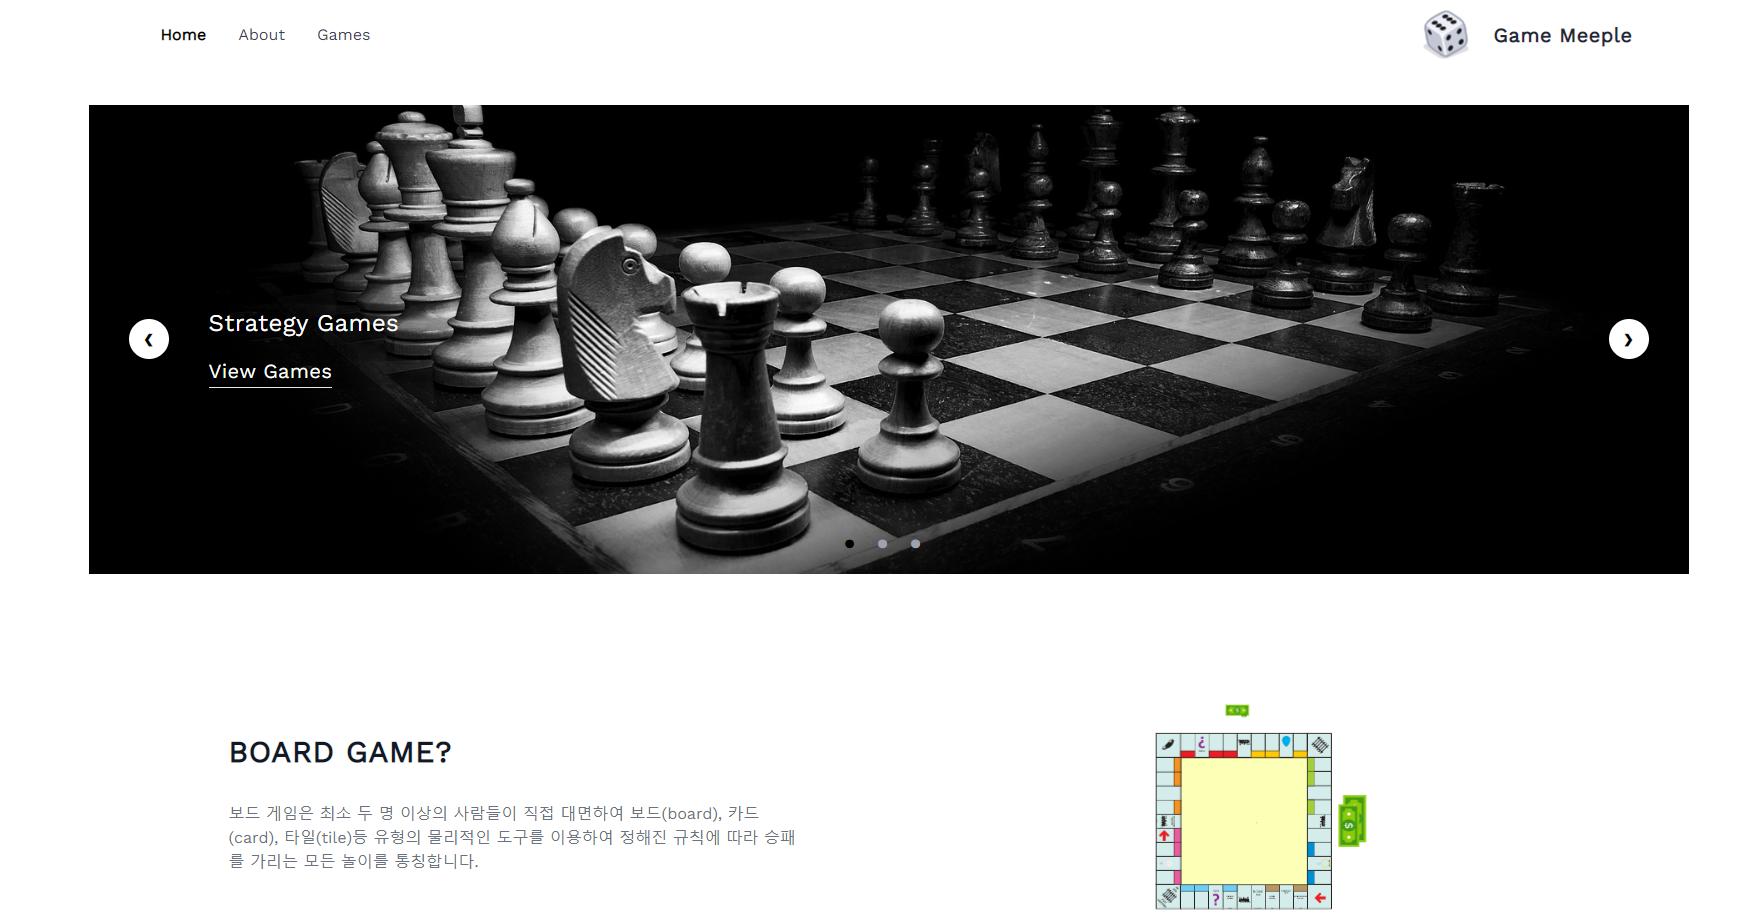 Home About Games
Game Meeple
Strategy Games
View Games
BOARD GAME?
보드 게임은 최소 두 명 이상의 사람들이 직접 대면하여 보드(board), 카드
(card), 타일(tile)등 유형의 물리적인 도구를 이용하여 정해진 규칙에 따라 승패
를 가리는 모든 놀이를 통칭합니다.